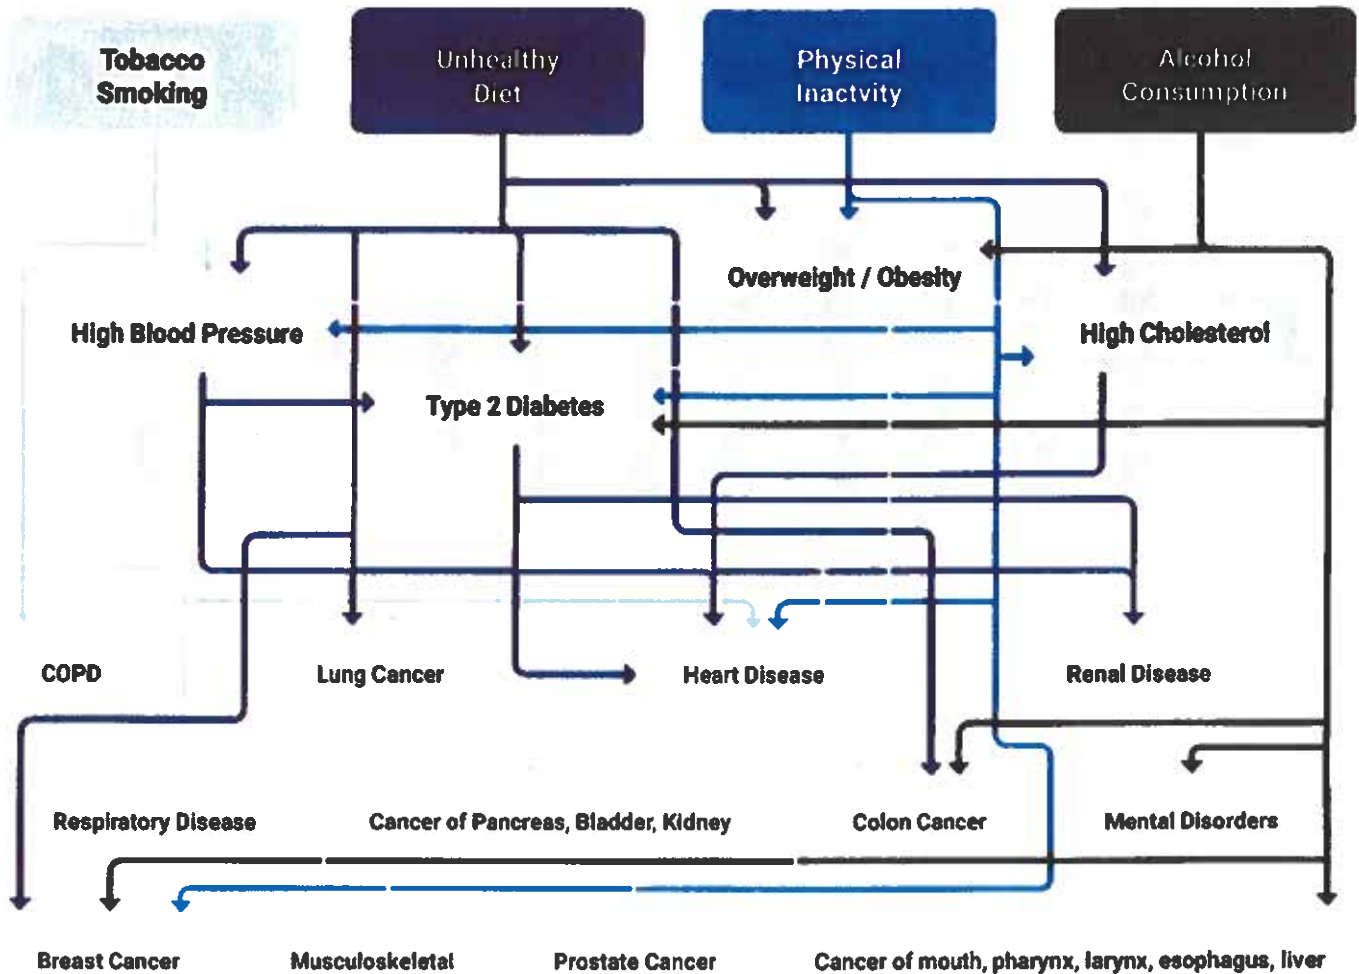 Tobacco
Smoking
Unhealthy
Diet
Physical
Inactvity
Alcohol
Consumption
Overweight / Obesity
High Blood Pressure
High Cholesterol
Type 2 Diabetes
COPD
Lung Cancer
Heart Disease
Renal Disease
Respiratory Disease
Cancer of Pancreas, Bladder, Kidney
Colon Cancer
Mental Disorders
Breast Cancer
Musculoskeletal
Prostate Cancer
Cancer of mouth, pharynx, larynx, esophagus, liver